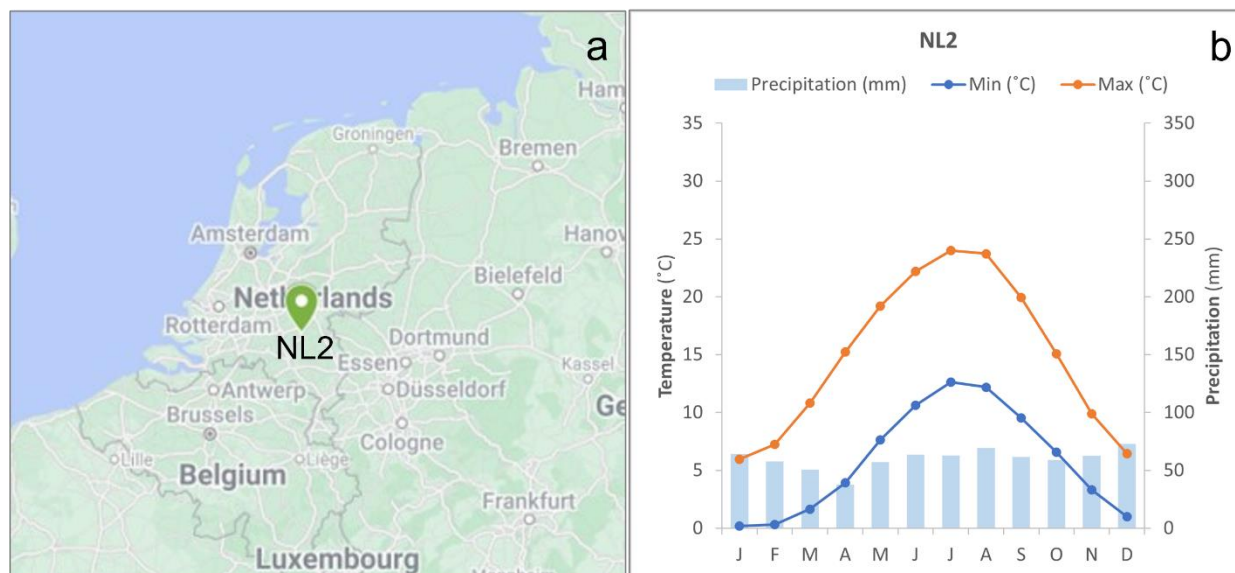 a
Ham
Groningen
Bremen
Amsterdam
Hanov
Bielefeld
Netherlands
Rotterdam
NL2
Dortmund
Essen
Kassel
Antwerp
Düsseldorf
Brussels
Ge
Cologne
Lille
Liège
Belgium
Frankfurt
Luxembourg
b
NL2
Precipitation (mm) Min (˚C) Max (˚C)
Temperature (˚C)
35
30
25
20
15
10
5
0
350
300
250
200
150
100
50
0
Precipitation (mm)
J F M A M J J A S O N D